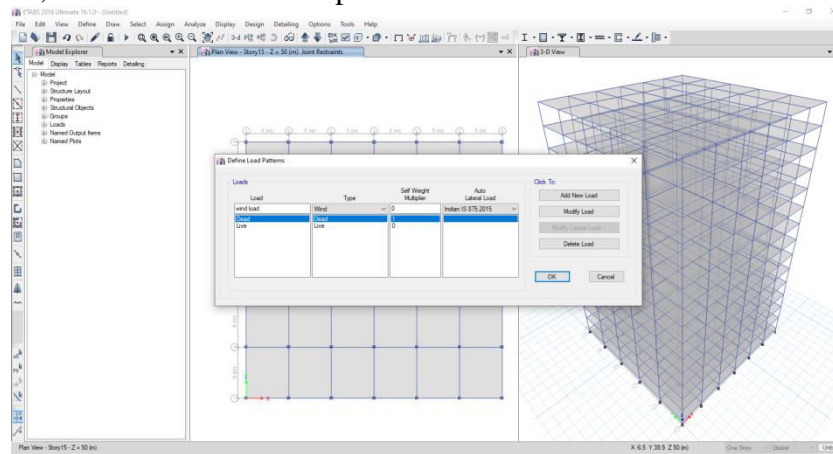 ETABS 2016 Ultimate 16.1.0 - (Untitled)
File Edit View Define Draw Select Assign Analyze Display Design Detailing Options Tools Help
Model Explorer
Plan View - Story15 - Z = 50 (m) Joint Restraints
3-D View
Model Display Tables Reports Detailing
Model
Project
Structure Layout
Properties
Structural Objects
Groups
Loads
Named Output Items
Named Plots
Define Load Patterns
Loads
Click To:
Load Type Self Weight Multiplier Auto Lateral Load
wind load Wind 0 Indian IS 875:2015
Dead Dead 1
Live Live 0
Add New Load
Modify Load
Modify Lateral Load...
Delete Load
OK Cancel
X
Plan View - Story15 - Z = 50 (m)
X -6.5 Y 39.9 Z 50 (m)
One Story
Global